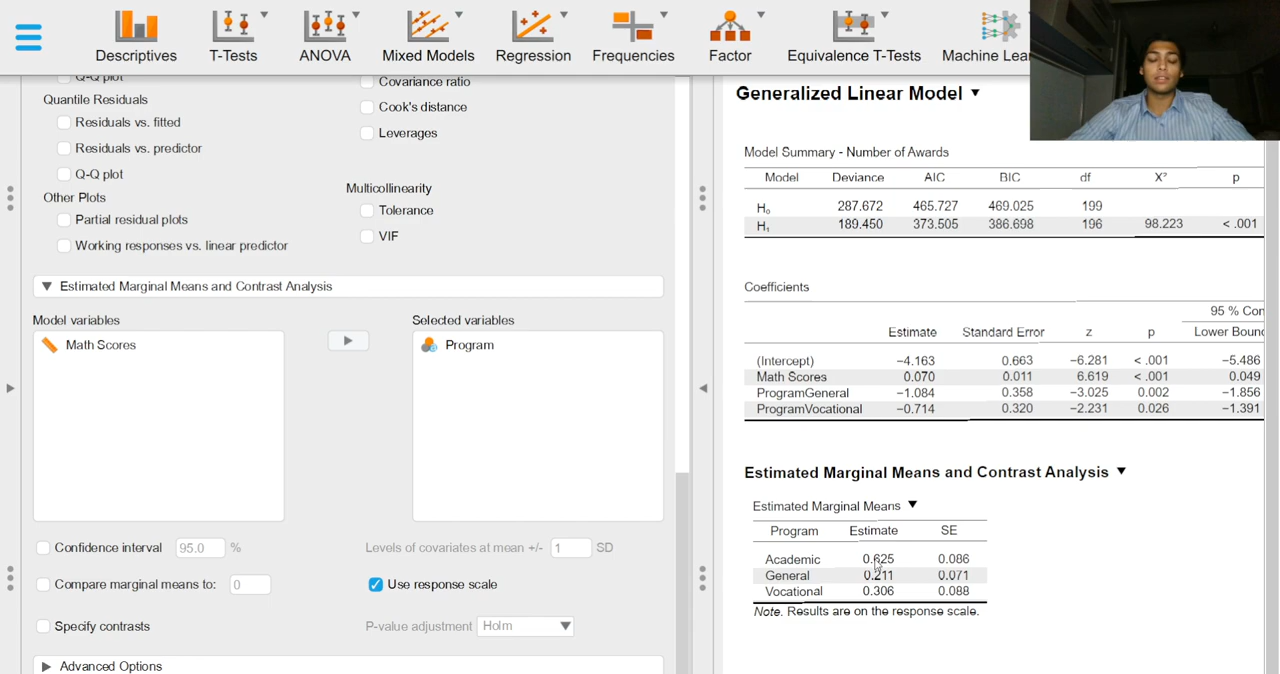 Descriptives T-Tests ANOVA Mixed Models Regression Frequencies Factor Equivalence T-Tests Machine Lea
Q-Q plot
Covariance ratio
Quantile Residuals
Cook's distance
Residuals vs. fitted
Leverages
Residuals vs. predictor
Q-Q plot
Multicollinearity
Other Plots
Tolerance
Partial residual plots
VIF
Working responses vs. linear predictor
Estimated Marginal Means and Contrast Analysis
Model variables
Selected variables
Math Scores
Program
Confidence interval 95.0 %
Levels of covariates at mean +/- 1 SD
Compare marginal means to: 0
Use response scale
Specify contrasts
P-value adjustment Holm
Advanced Options
Generalized Linear Model
Model Summary - Number of Awards
Model Deviance AIC BIC df X² p
H₀ 287.672 465.727 469.025 199
H₁ 189.450 373.505 386.698 196 98.223 < .001
Coefficients
95 % Con
Estimate Standard Error z p Lower Bound
(Intercept) −4.163 0.663 −6.281 < .001 −5.486
Math Scores 0.070 0.011 6.619 < .001 0.049
ProgramGeneral −1.084 0.358 −3.025 0.002 −1.856
ProgramVocational −0.714 0.320 −2.231 0.026 −1.391
Estimated Marginal Means and Contrast Analysis
Estimated Marginal Means
Program Estimate SE
Academic 0.625 0.086
General 0.211 0.071
Vocational 0.306 0.088
Note. Results are on the response scale.